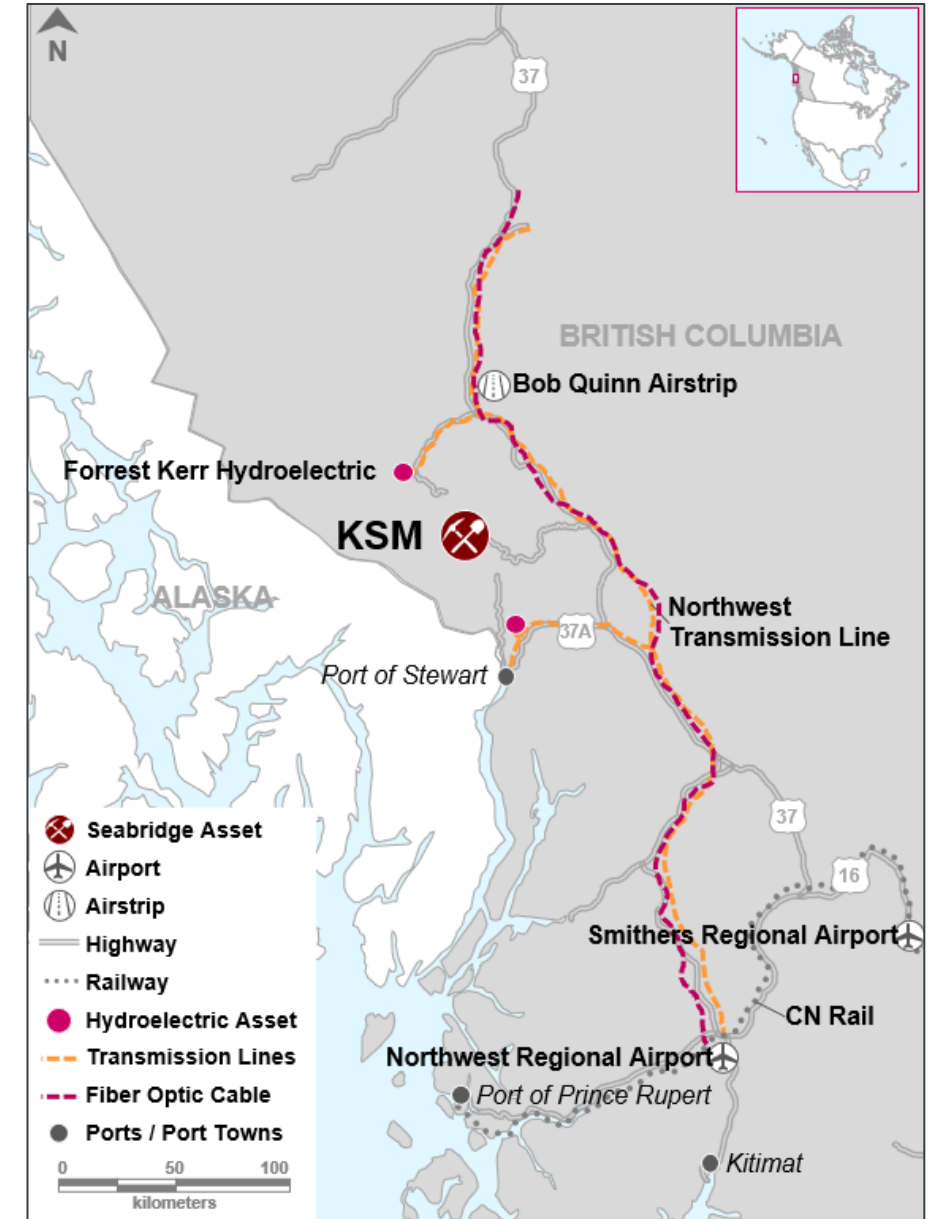 N
37
BRITISH COLUMBIA
Bob Quinn Airstrip
Forrest Kerr Hydroelectric
KSM
ALASKA
Northwest
Transmission Line
37A
Port of Stewart
37
16
Smithers Regional Airport
CN Rail
Northwest Regional Airport
Port of Prince Rupert
Kitimat
Seabridge Asset
Airport
Airstrip
Highway
Railway
Hydroelectric Asset
Transmission Lines
Fiber Optic Cable
Ports / Port Towns
0 50 100
kilometers